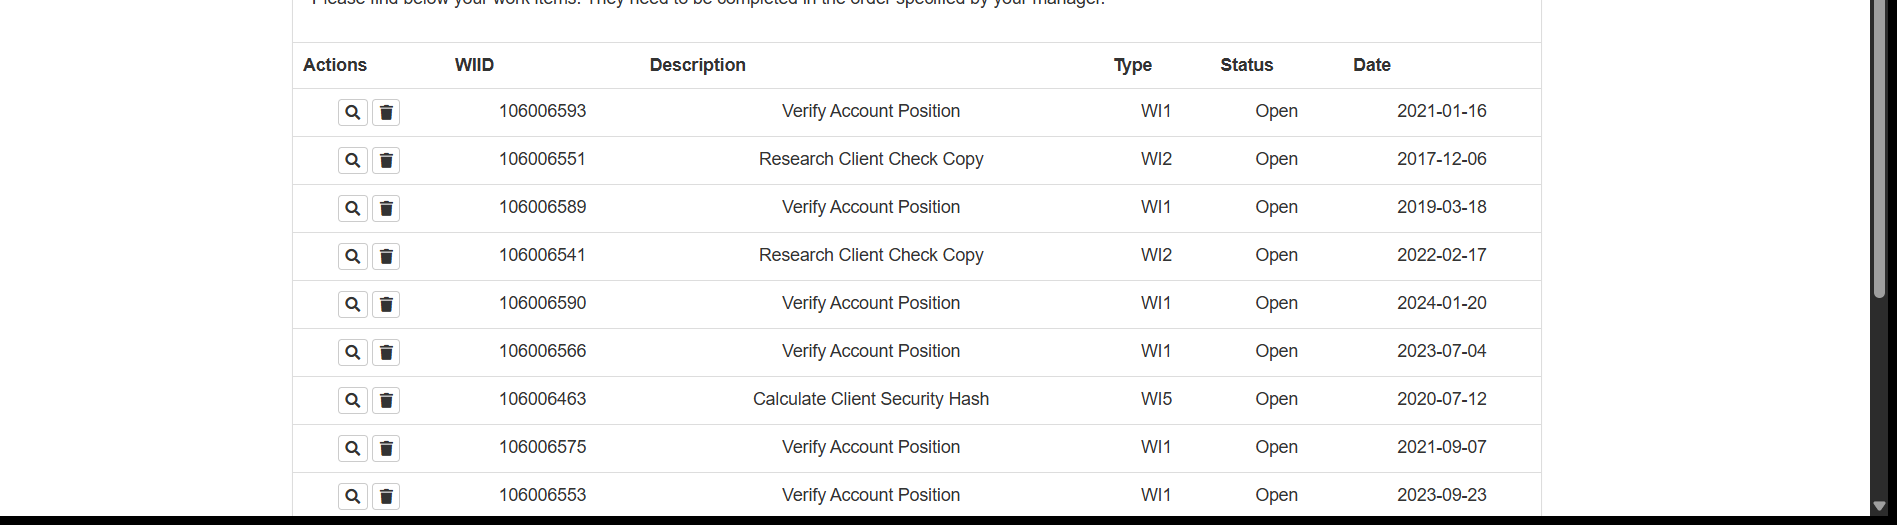 Please find below your work items. They need to be completed in the order specified by your manager.
Actions WIID Description Type Status Date
106006593 Verify Account Position WI1 Open 2021-01-16
106006551 Research Client Check Copy WI2 Open 2017-12-06
106006589 Verify Account Position WI1 Open 2019-03-18
106006541 Research Client Check Copy WI2 Open 2022-02-17
106006590 Verify Account Position WI1 Open 2024-01-20
106006566 Verify Account Position WI1 Open 2023-07-04
106006463 Calculate Client Security Hash WI5 Open 2020-07-12
106006575 Verify Account Position WI1 Open 2021-09-07
106006553 Verify Account Position WI1 Open 2023-09-23